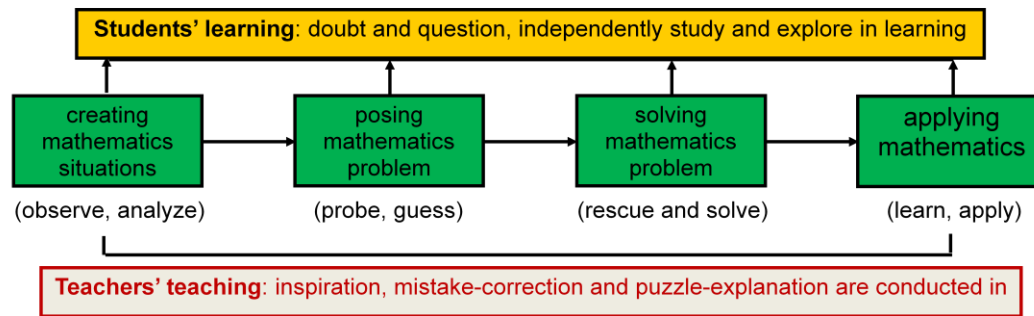 Students' learning: doubt and question, independently study and explore in learning
creating
mathematics
situations
posing
mathematics
problem
solving
mathematics
problem
applying
mathematics
(observe, analyze)
(probe, guess)
(rescue and solve)
(learn, apply)
Teachers' teaching: inspiration, mistake-correction and puzzle-explanation are conducted in